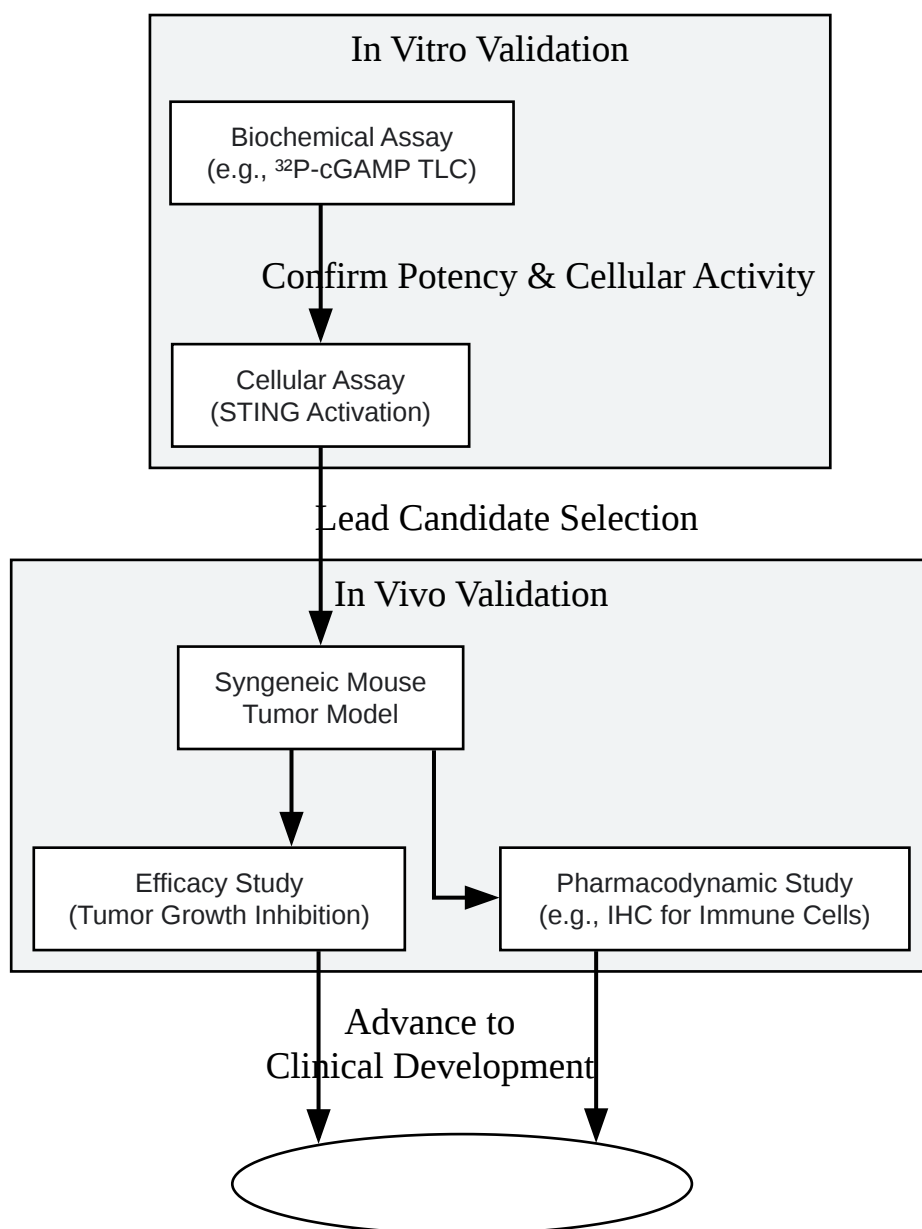 In Vitro Validation
Biochemical Assay
(e.g., ³²P-cGAMP TLC)
Confirm Potency & Cellular Activity
Cellular Assay
(STING Activation)
Lead Candidate Selection
In Vivo Validation
Syngeneic Mouse
Tumor Model
Efficacy Study
(Tumor Growth Inhibition)
Pharmacodynamic Study
(e.g., IHC for Immune Cells)
Advance to
Clinical Development